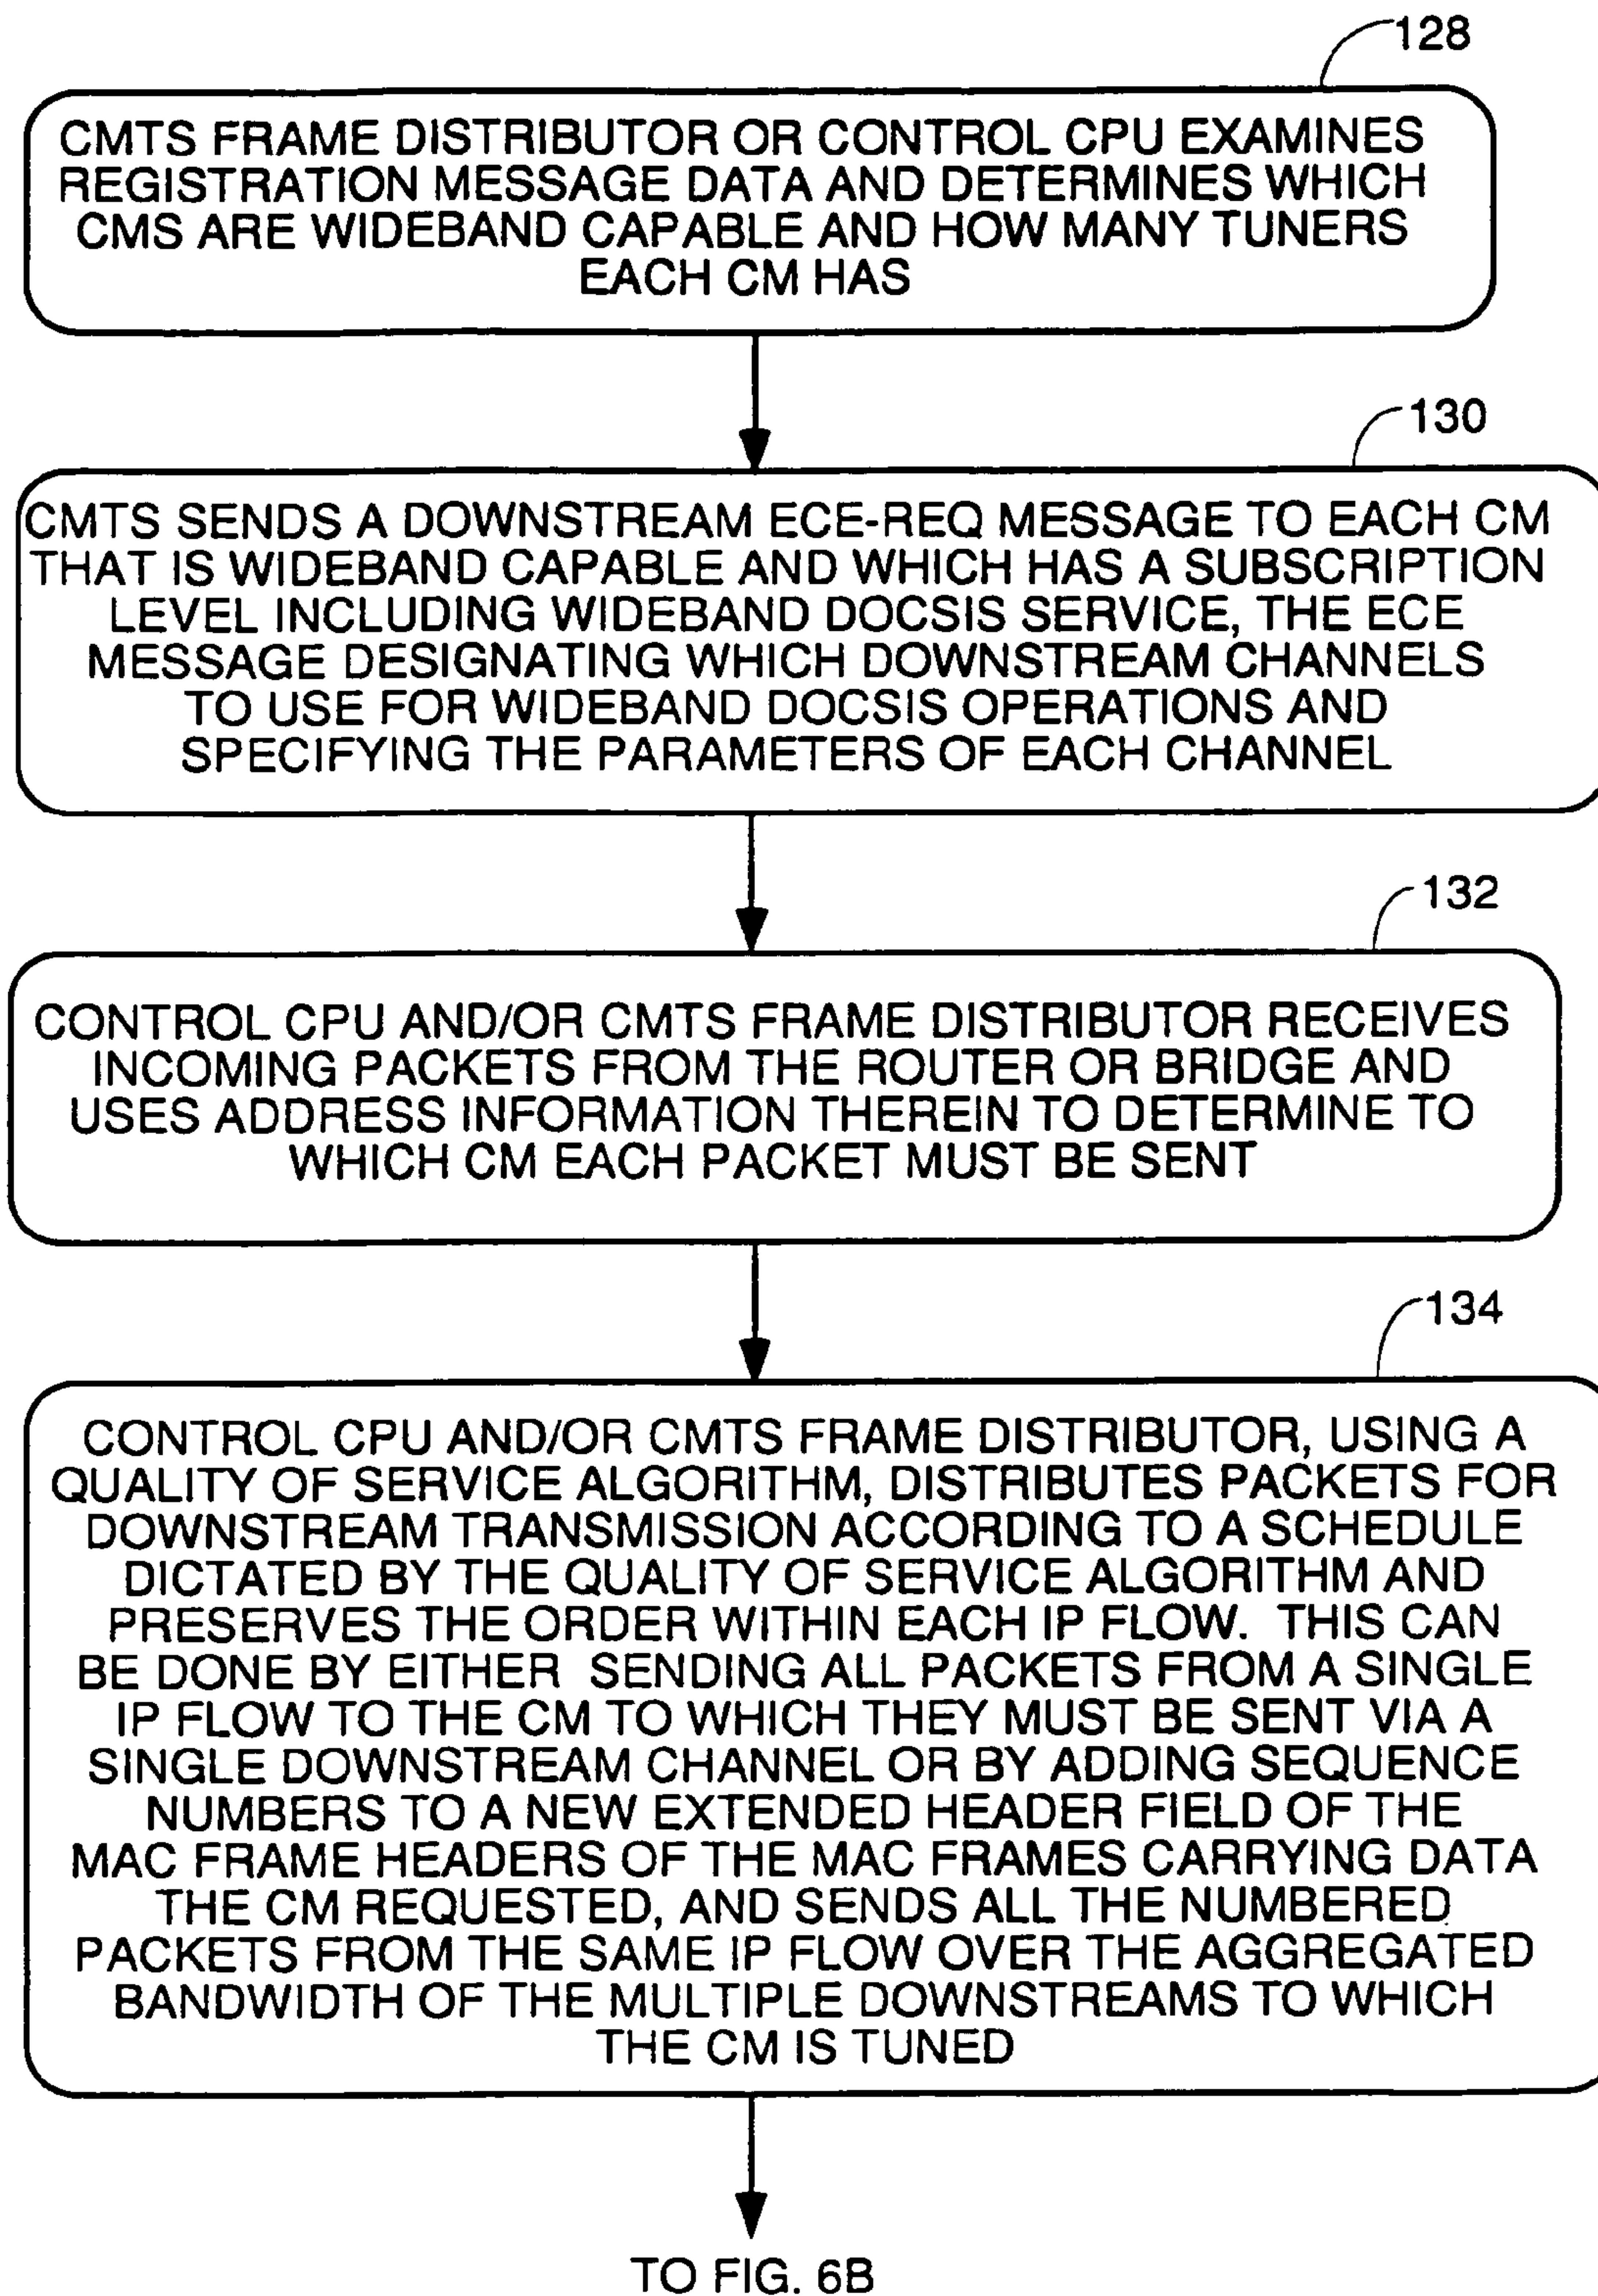 128
CMTS FRAME DISTRIBUTOR OR CONTROL CPU EXAMINES
REGISTRATION MESSAGE DATA AND DETERMINES WHICH
CMS ARE WIDEBAND CAPABLE AND HOW MANY TUNERS
EACH CM HAS
130
CMTS SENDS A DOWNSTREAM ECE-REQ MESSAGE TO EACH CM
THAT IS WIDEBAND CAPABLE AND WHICH HAS A SUBSCRIPTION
LEVEL INCLUDING WIDEBAND DOCSIS SERVICE, THE ECE
MESSAGE DESIGNATING WHICH DOWNSTREAM CHANNELS
TO USE FOR WIDEBAND DOCSIS OPERATIONS AND
SPECIFYING THE PARAMETERS OF EACH CHANNEL
132
CONTROL CPU AND/OR CMTS FRAME DISTRIBUTOR RECEIVES
INCOMING PACKETS FROM THE ROUTER OR BRIDGE AND
USES ADDRESS INFORMATION THEREIN TO DETERMINE TO
WHICH CM EACH PACKET MUST BE SENT
134
CONTROL CPU AND/OR CMTS FRAME DISTRIBUTOR, USING A
QUALITY OF SERVICE ALGORITHM, DISTRIBUTES PACKETS FOR
DOWNSTREAM TRANSMISSION ACCORDING TO A SCHEDULE
DICTATED BY THE QUALITY OF SERVICE ALGORITHM AND
PRESERVES THE ORDER WITHIN EACH IP FLOW. THIS CAN
BE DONE BY EITHER SENDING ALL PACKETS FROM A SINGLE
IP FLOW TO THE CM TO WHICH THEY MUST BE SENT VIA A
SINGLE DOWNSTREAM CHANNEL OR BY ADDING SEQUENCE
NUMBERS TO A NEW EXTENDED HEADER FIELD OF THE
MAC FRAME HEADERS OF THE MAC FRAMES CARRYING DATA
THE CM REQUESTED, AND SENDS ALL THE NUMBERED
PACKETS FROM THE SAME IP FLOW OVER THE AGGREGATED
BANDWIDTH OF THE MULTIPLE DOWNSTREAMS TO WHICH
THE CM IS TUNED
TO FIG. 6B